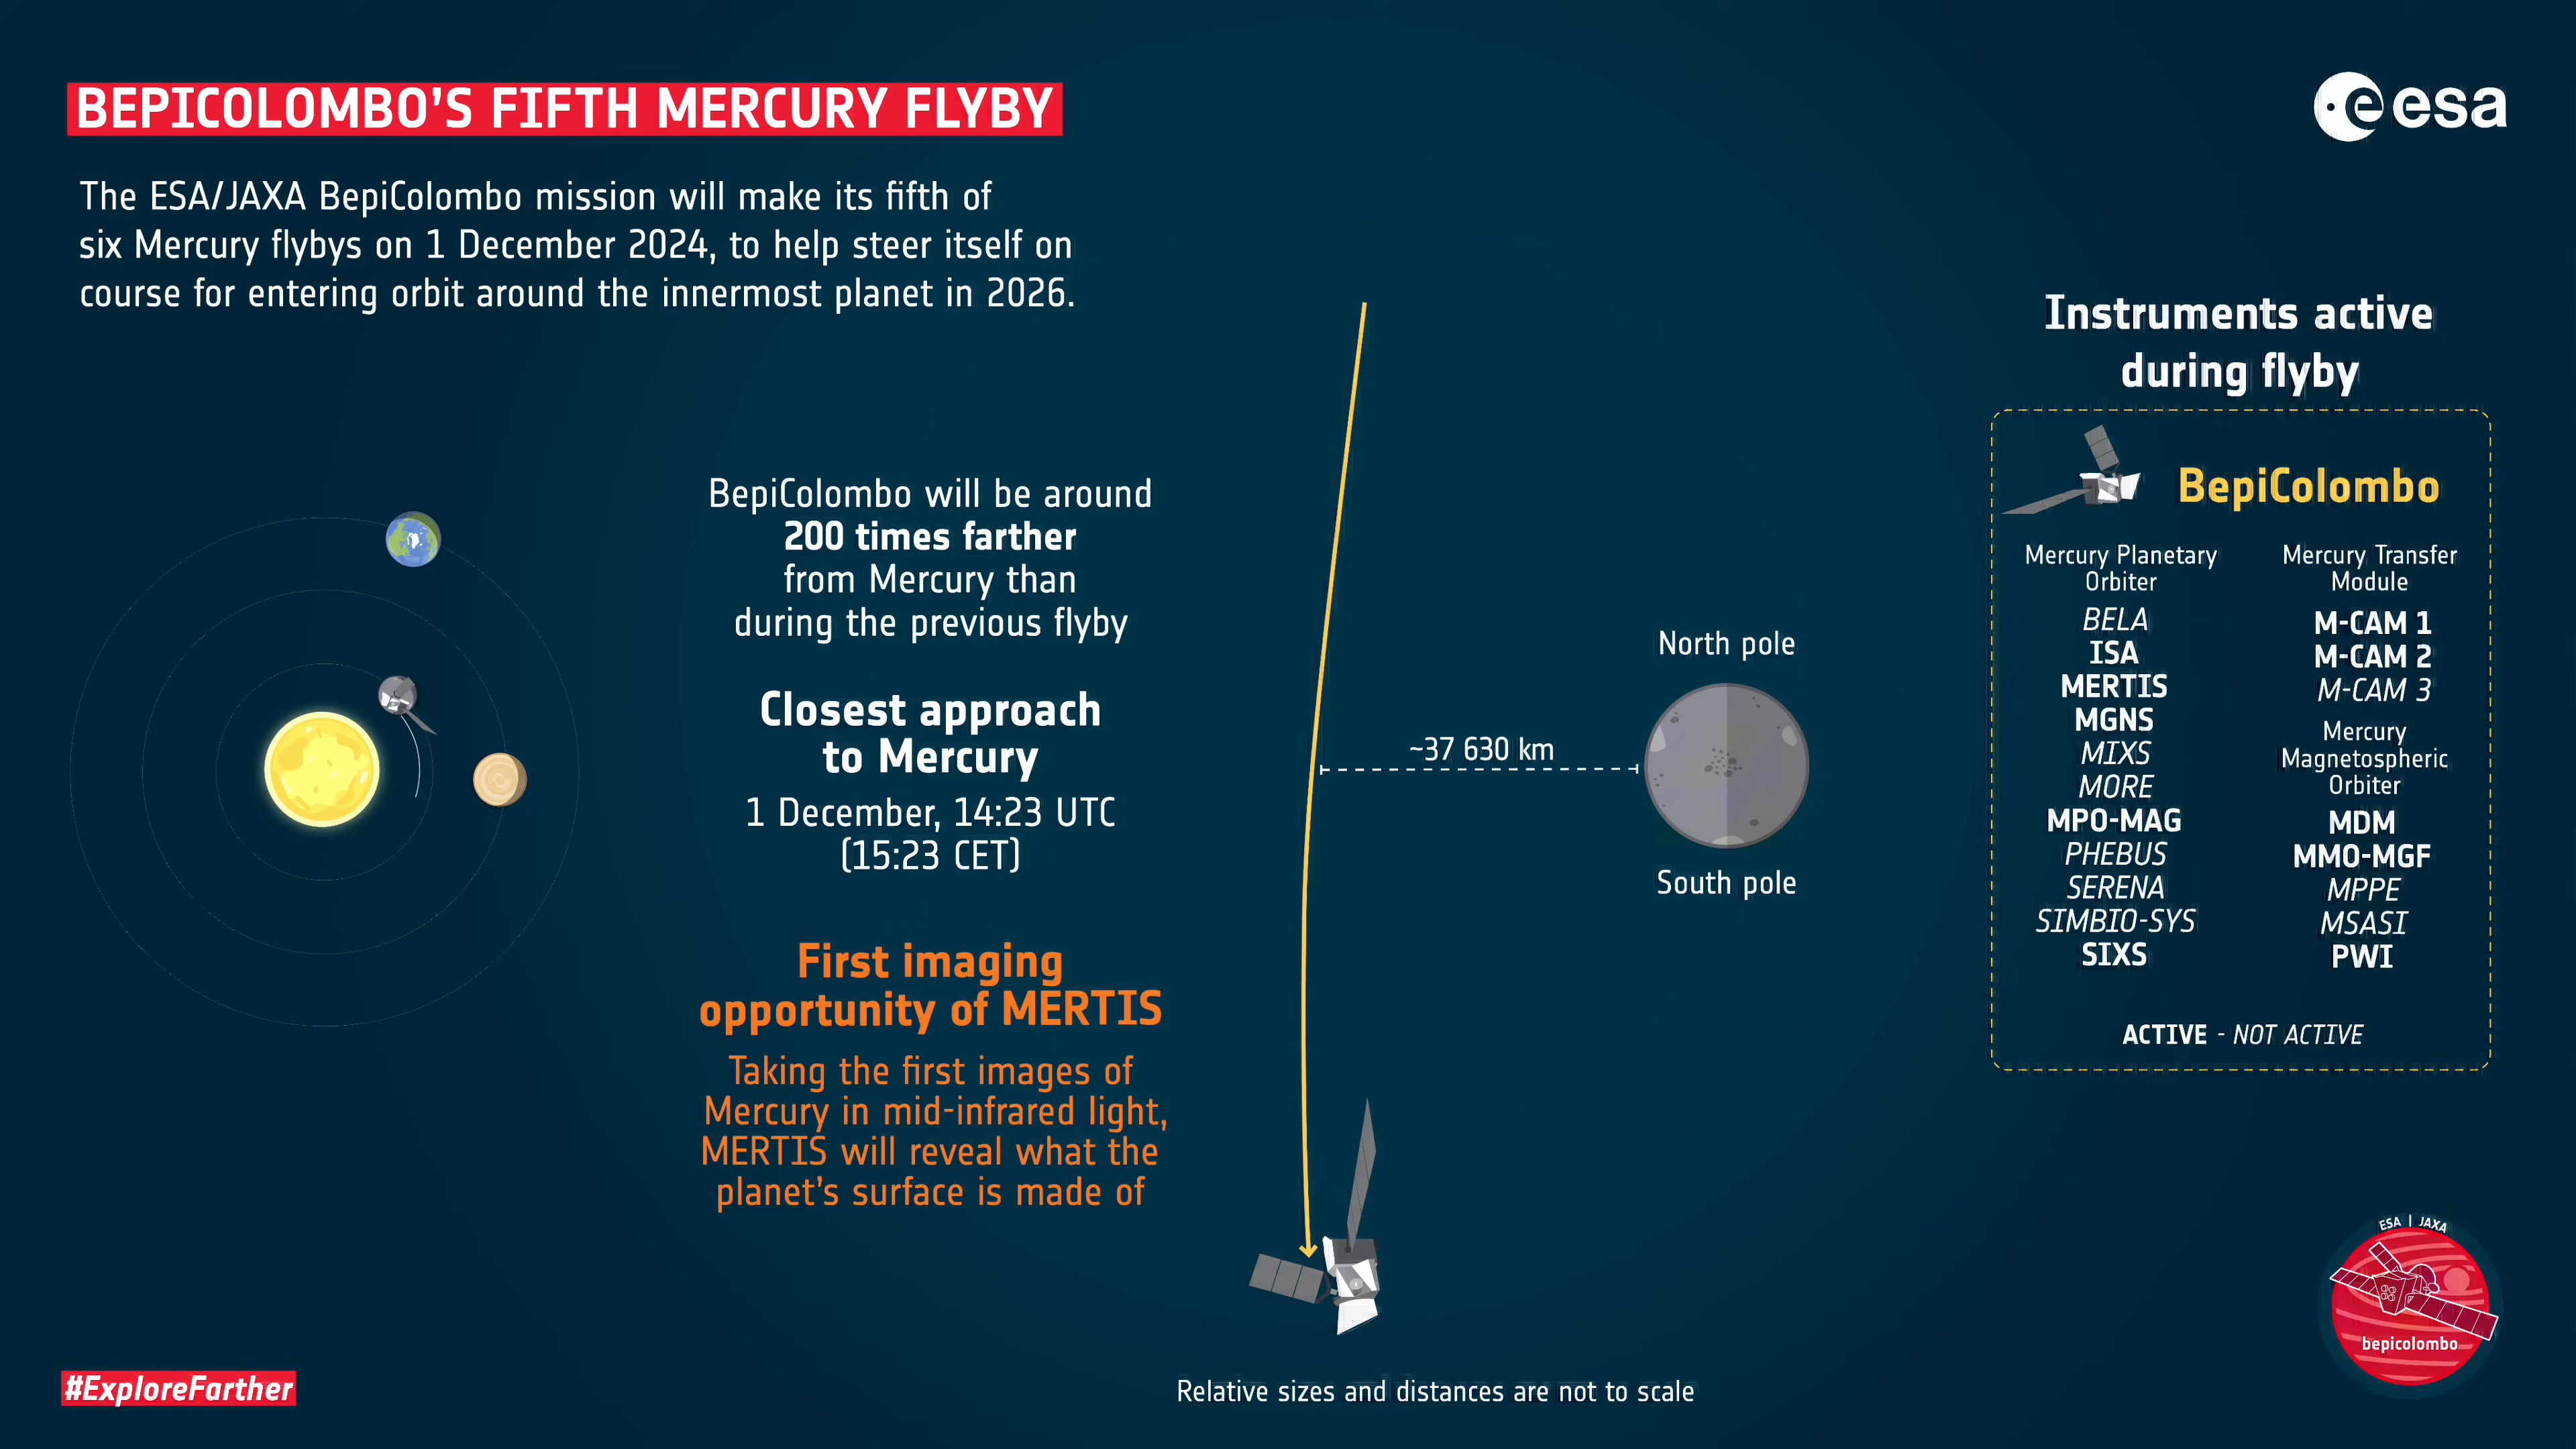 BEPICOLOMBO'S FIFTH MERCURY FLYBY
esa
The ESA/JAXA BepiColombo mission will make its fifth of
six Mercury flybys on 1 December 2024, to help steer itself on
course for entering orbit around the innermost planet in 2026.
BepiColombo will be around
200 times farther
from Mercury than
during the previous flyby
Closest approach
to Mercury
1 December, 14:23 UTC
(15:23 CET)
First imaging
opportunity of MERTIS
Taking the first images of
Mercury in mid-infrared light,
MERTIS will reveal what the
planet's surface is made of
North pole
~37 630 km
South pole
Instruments active
during flyby
BepiColombo
Mercury Planetary
Orbiter
BELA
ISA
MERTIS
MGNS
MIXS
MORE
MPO-MAG
PHEBUS
SERENA
SIMBIO-SYS
SIXS
Mercury Transfer
Module
M-CAM 1
M-CAM 2
M-CAM 3
Mercury
Magnetospheric
Orbiter
MDM
MMO-MGF
MPPE
MSASI
PWI
ACTIVE - NOT ACTIVE
ESA | JAXA
bepicolombo
#ExploreFarther
Relative sizes and distances are not to scale